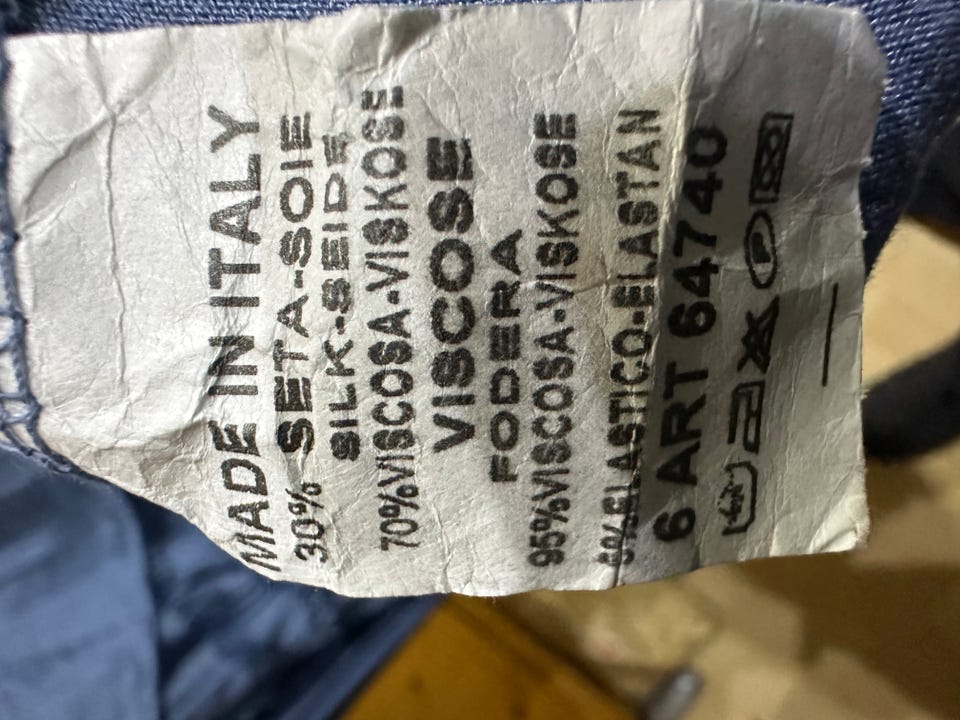 MADE IN ITALY
30% SETA-SOIE
SILK-SEIDE
70%VISCOSA-VISKOSE
VISCOSE
FODERA
95%VISCOSA-VISKOSE
ELASTICO-ELASTAN
6 ART 64740
P